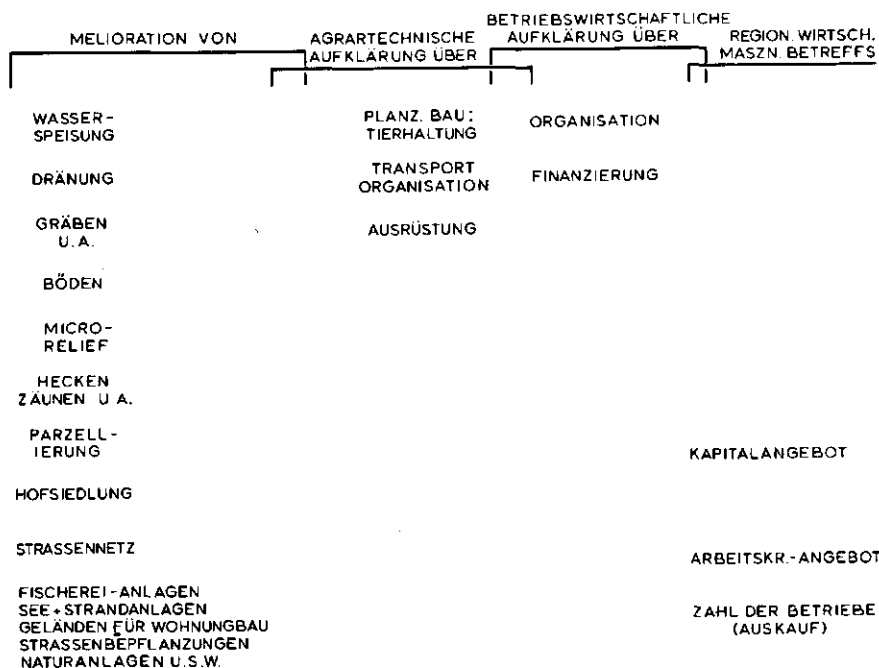 MELIORATION VON
AGRARTECHNISCHE
AUFKLÄRUNG ÜBER
BETRIEBSWIRTSCHAFTLICHE
AUFKLÄRUNG ÜBER
REGION. WIRTSCH.
MASZN. BETREFFS
WASSER-
SPEISUNG
DRÄNUNG
GRÄBEN
U.A.
BÖDEN
MICRO-
RELIEF
HECKEN
ZÄUNEN U A.
PARZELL-
IERUNG
HOFSIEDLUNG
STRASSENNETZ
FISCHEREI-ANLAGEN
SEE+STRANDANLAGEN
GELÄNDEN FÜR WOHNUNGBAU
STRASSENBEPFLANZUNGEN
NATURANLAGEN U.S.W.
PLANZ. BAU;
TIERHALTUNG
TRANSPORT
ORGANISATION
AUSRÜSTUNG
ORGANISATION
FINANZIERUNG
KAPITALANGEBOT
ARBEITSKR.-ANGEBOT
ZAHL DER BETRIEBE
(AUSKAUF)